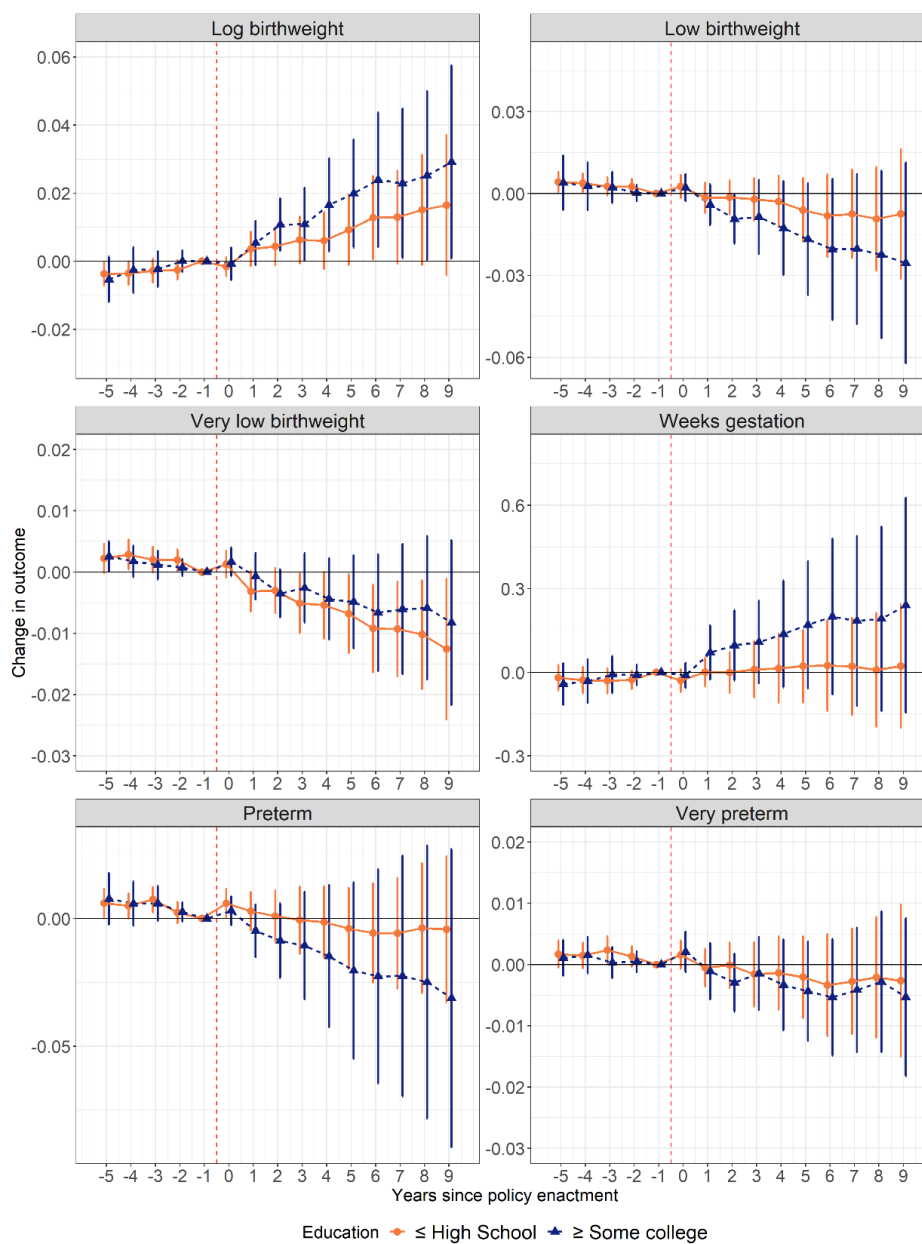 Log birthweight
Low birthweight
0.06
0.04
0.02
0.00
-0.02
0.03
0.00
-0.03
-0.06
-5 -4 -3 -2 -1 0 1 2 3 4 5 6 7 8 9
-5 -4 -3 -2 -1 0 1 2 3 4 5 6 7 8 9
Very low birthweight
Weeks gestation
Change in outcome
0.02
0.01
0.00
-0.01
-0.02
-0.03
0.6
0.3
0.0
-0.3
-5 -4 -3 -2 -1 0 1 2 3 4 5 6 7 8 9
-5 -4 -3 -2 -1 0 1 2 3 4 5 6 7 8 9
Preterm
Very preterm
0.00
-0.05
0.02
0.01
0.00
-0.01
-0.02
-0.03
-5 -4 -3 -2 -1 0 1 2 3 4 5 6 7 8 9
-5 -4 -3 -2 -1 0 1 2 3 4 5 6 7 8 9
Years since policy enactment
Education ≤ High School ≥ Some college